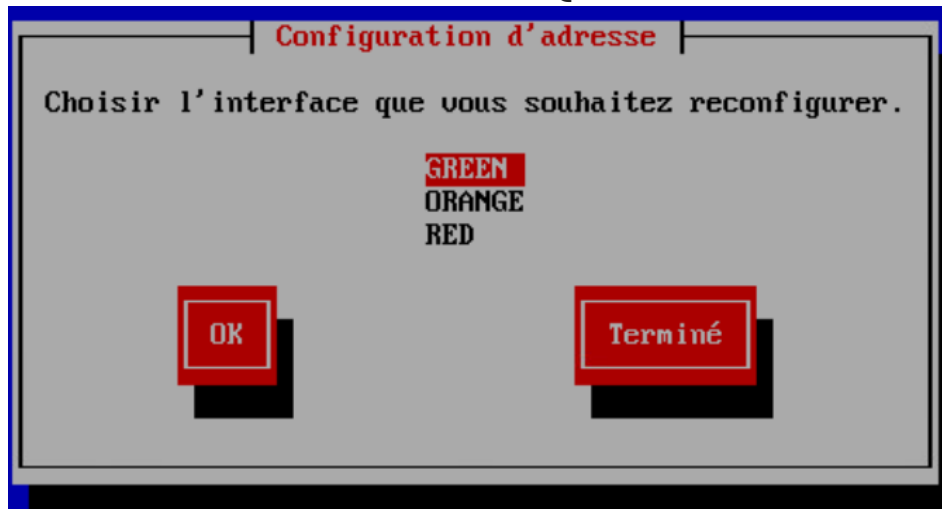 Configuration d'adresse
Choisir l'interface que vous souhaitez reconfigurer.
GREEN
ORANGE
RED
OK
Terminé